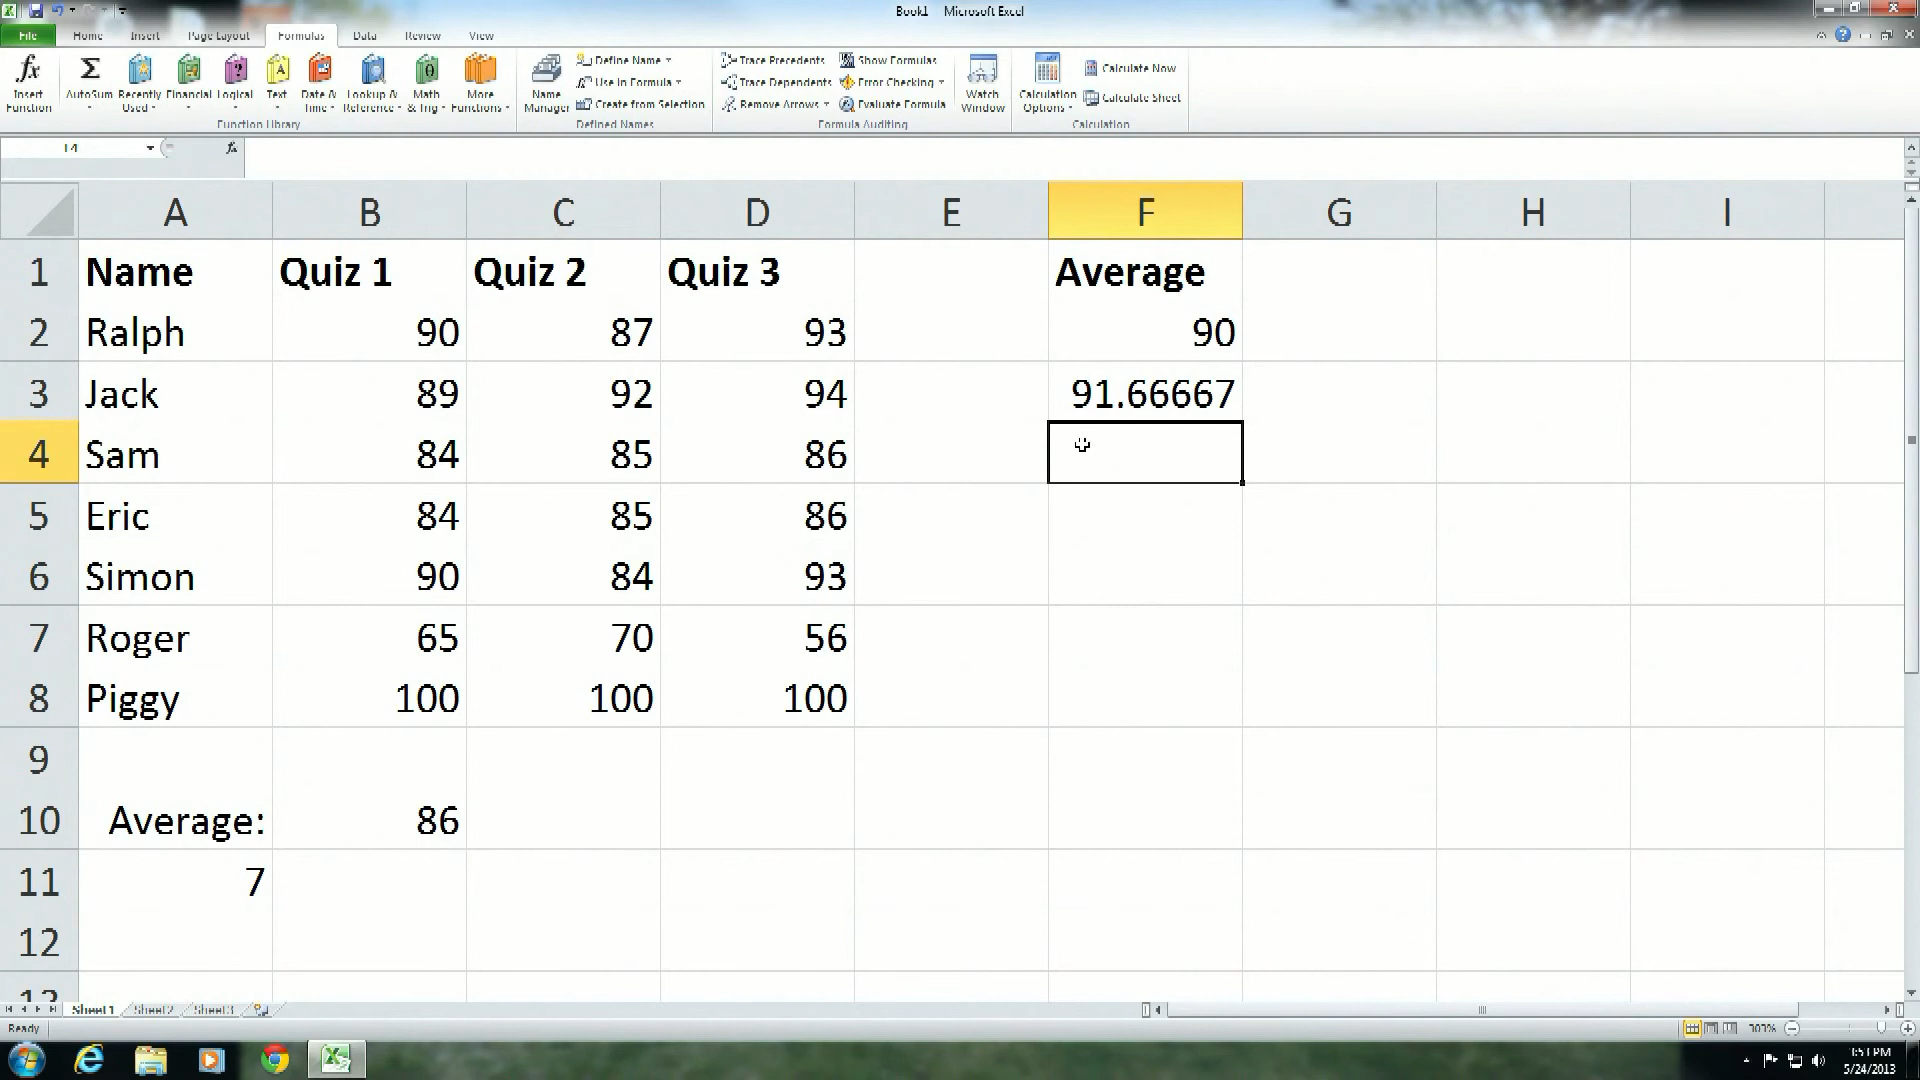 Book1 - Microsoft Excel
File Home Insert Page Layout Formulas Data Review View
Insert Function
AutoSum
Recently Used
Financial
Logical
Text
Date & Time
Lookup & Reference
Math & Trig
More Functions
Function Library
Name Manager
Define Name
Use in Formula
Create from Selection
Defined Names
Trace Precedents
Trace Dependents
Remove Arrows
Show Formulas
Error Checking
Evaluate Formula
Formula Auditing
Watch Window
Calculation Options
Calculate Now
Calculate Sheet
Calculation
F4 fx
A B C D E F G H I
1 Name Quiz 1 Quiz 2 Quiz 3 Average
2 Ralph 90 87 93 90
3 Jack 89 92 94 91.66667
4 Sam 84 85 86
5 Eric 84 85 86
6 Simon 90 84 93
7 Roger 65 70 56
8 Piggy 100 100 100
9
10 Average: 86
11 7
12
13
Sheet1 Sheet2 Sheet3
Ready
5/24/2013